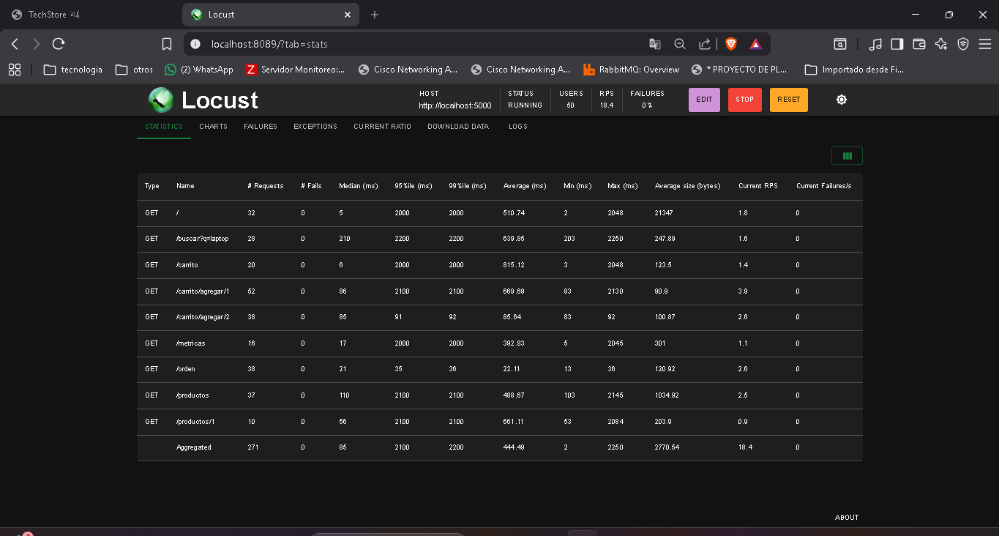 TechStore
Locust
localhost:8089/?tab=stats
tecnologia
otros
(2) WhatsApp
Servidor Monitoreo:...
Cisco Networking A...
Cisco Networking A...
RabbitMQ: Overview
* PROYECTO DE PL...
Importado desde Fi...
Locust
HOST
http://localhost:5000
STATUS
RUNNING
USERS
50
RPS
18.4
FAILURES
0 %
EDIT
STOP
RESET
STATISTICS CHARTS FAILURES EXCEPTIONS CURRENT RATIO DOWNLOAD DATA LOGS
Type Name # Requests # Fails Median (ms) 95%ile (ms) 99%ile (ms) Average (ms) Min (ms) Max (ms) Average size (bytes) Current RPS Current Failures/s
GET / 32 0 5 2000 2000 510.74 2 2048 21347 1.8 0
GET /buscar?q=laptop 28 0 210 2200 2200 639.85 203 2250 247.89 1.6 0
GET /carrito 20 0 6 2000 2000 815.12 3 2048 123.5 1.4 0
GET /carrito/agregar/1 52 0 86 2100 2100 669.69 83 2130 90.9 3.9 0
GET /carrito/agregar/2 38 0 85 91 92 85.64 83 92 100.87 2.6 0
GET /metricas 16 0 17 2000 2000 392.83 5 2045 301 1.1 0
GET /orden 38 0 21 35 36 22.11 13 36 120.92 2.6 0
GET /productos 37 0 110 2100 2100 488.67 103 2145 1034.92 2.5 0
GET /productos/1 10 0 56 2100 2100 661.11 53 2084 203.9 0.9 0
Aggregated 271 0 85 2100 2200 444.49 2 2250 2770.54 18.4 0
ABOUT